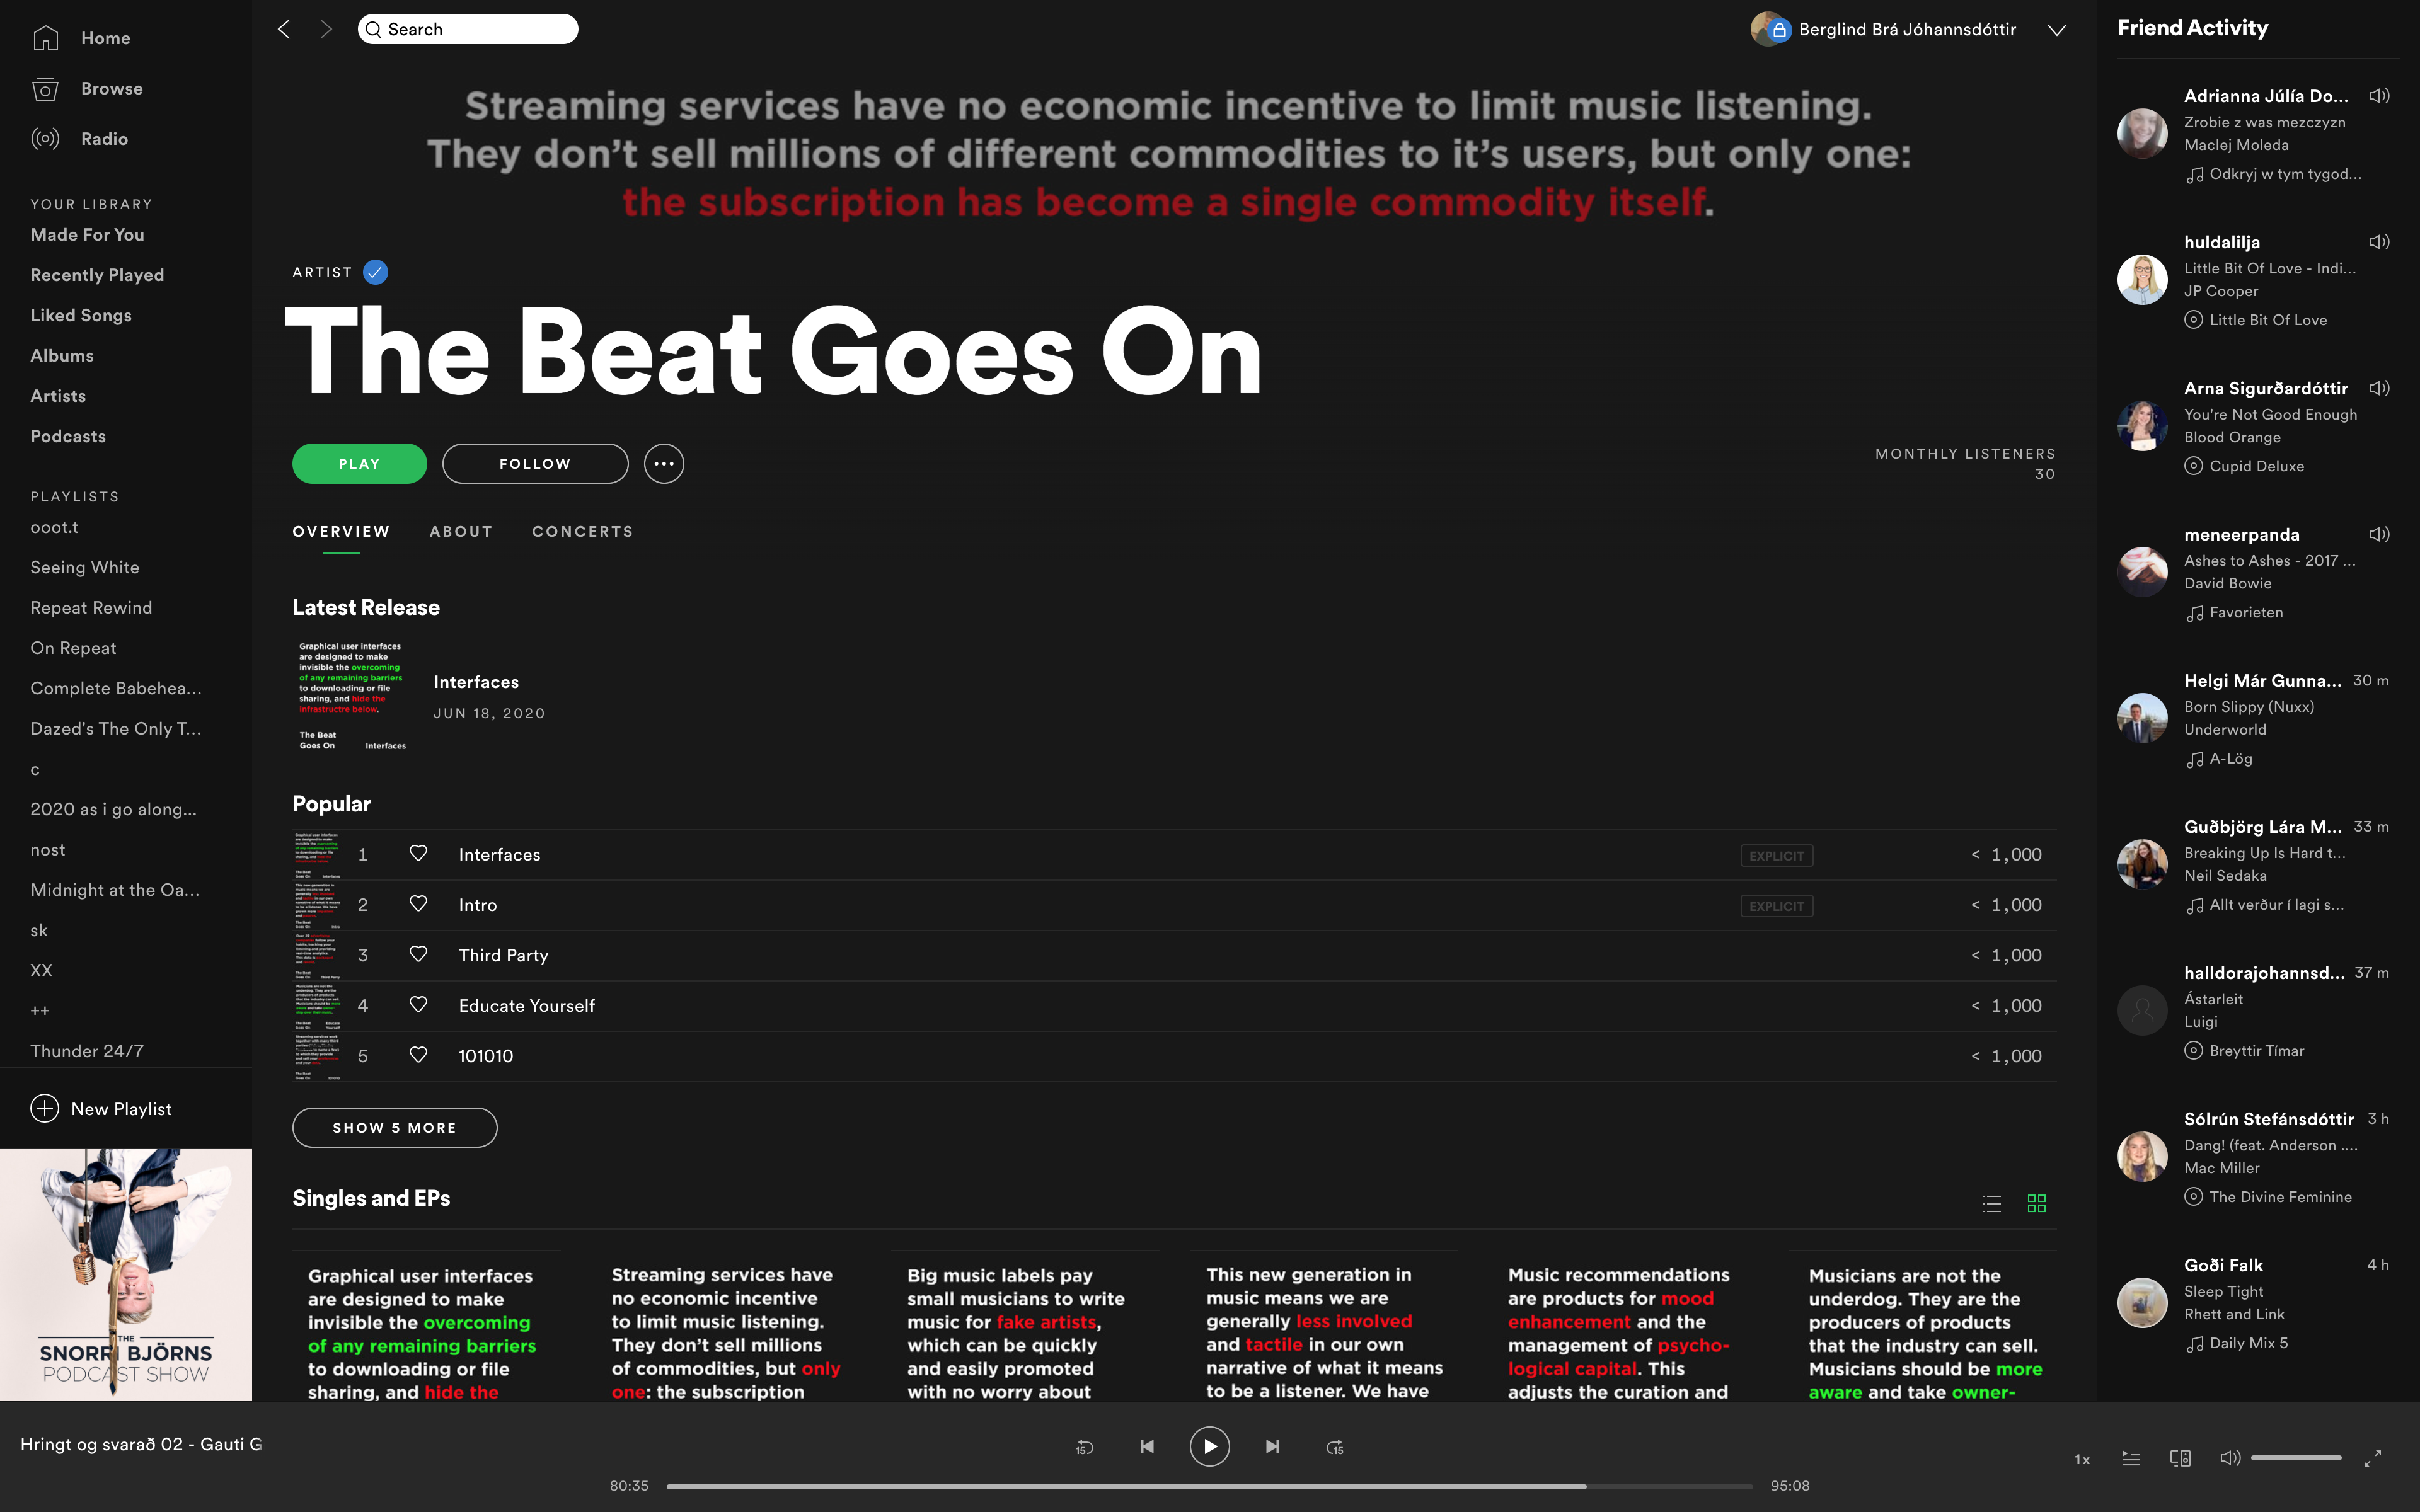 Home
Browse
Radio
YOUR LIBRARY
Made For You
Recently Played
Liked Songs
Albums
Artists
Podcasts
PLAYLISTS
ooot.t
Seeing White
Repeat Rewind
On Repeat
Complete Babehea...
Dazed's The Only T...
c
2020 as i go along...
nost
Midnight at the Oa...
sk
XX
++
Thunder 24/7
New Playlist
THE
SNORRI BJÖRNS
PODCAST SHOW
Search
Berglind Brá Jóhannsdóttir
Streaming services have no economic incentive to limit music listening.
They don't sell millions of different commodities to it's users, but only one:
the subscription has become a single commodity itself.
ARTIST
The Beat Goes On
PLAY
FOLLOW
MONTHLY LISTENERS
30
OVERVIEW ABOUT CONCERTS
Latest Release
Graphical user interfaces
are designed to make
invisible the overcoming
of any remaining barriers
to downloading or file
sharing, and hide the
infrastructre below.
The Beat
Goes On Interfaces
Interfaces
JUN 18, 2020
Popular
1 Interfaces EXPLICIT < 1,000
2 Intro EXPLICIT < 1,000
3 Third Party < 1,000
4 Educate Yourself < 1,000
5 101010 < 1,000
SHOW 5 MORE
Singles and EPs
Graphical user interfaces
are designed to make
invisible the overcoming
of any remaining barriers
to downloading or file
sharing, and hide the
Streaming services have
no economic incentive
to limit music listening.
They don't sell millions
of commodities, but only
one: the subscription
Big music labels pay
small musicians to write
music for fake artists,
which can be quickly
and easily promoted
with no worry about
This new generation in
music means we are
generally less involved
and tactile in our own
narrative of what it means
to be a listener. We have
Music recommendations
are products for mood
enhancement and the
management of psycho-
logical capital. This
adjusts the curation and
Musicians are not the
underdog. They are the
producers of products
that the industry can sell.
Musicians should be more
aware and take owner-
Friend Activity
Adrianna Júlía Do...
Zrobie z was mezczyzn
Maclej Moleda
Odkryj w tym tygod...
huldalilja
Little Bit Of Love - Indi...
JP Cooper
Little Bit Of Love
Arna Sigurðardóttir
You're Not Good Enough
Blood Orange
Cupid Deluxe
meneerpanda
Ashes to Ashes - 2017 ...
David Bowie
Favorieten
Helgi Már Gunna... 30 m
Born Slippy (Nuxx)
Underworld
A-Lög
Guðbjörg Lára M... 33 m
Breaking Up Is Hard t...
Neil Sedaka
Allt verður í lagi s...
halldorajohannsd... 37 m
Ástarleit
Luigi
Breyttir Tímar
Sólrún Stefánsdóttir 3 h
Dang! (feat. Anderson ....
Mac Miller
The Divine Feminine
Goði Falk 4 h
Sleep Tight
Rhett and Link
Daily Mix 5
Hringt og svarað 02 - Gauti G
15 15
80:35 95:08
1x